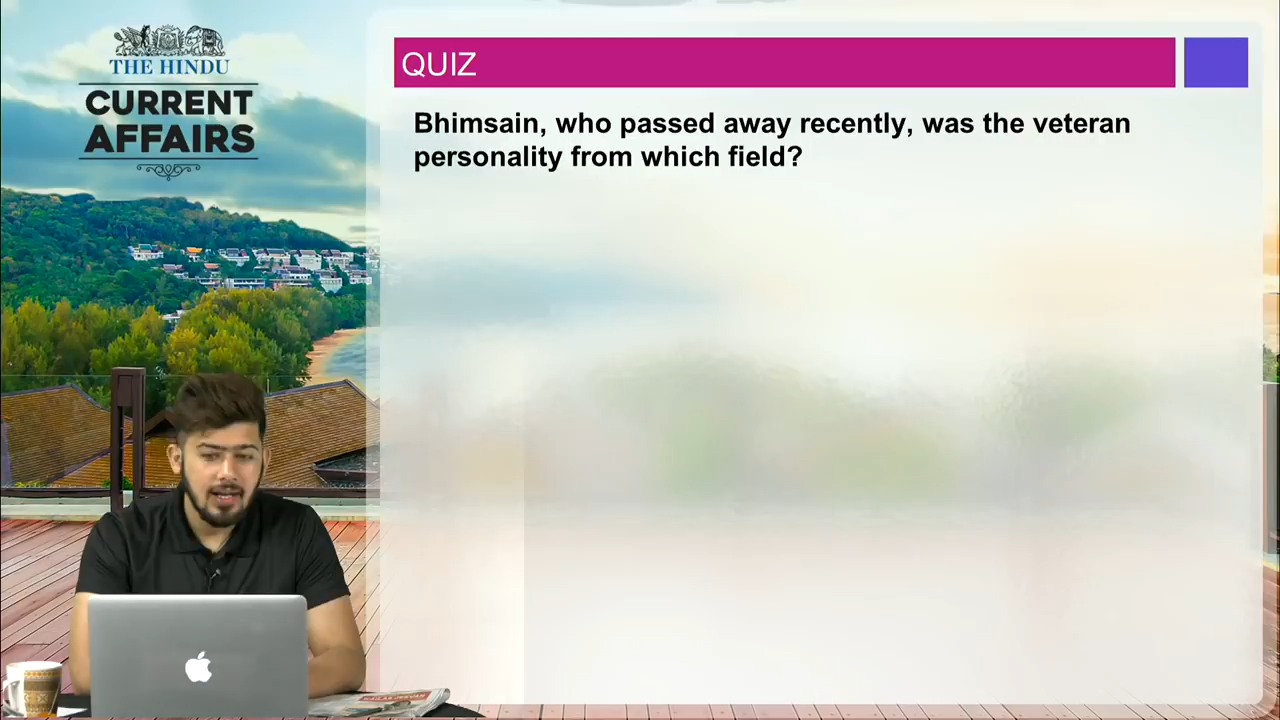 THE HINDU
CURRENT
AFFAIRS
QUIZ
Bhimsain, who passed away recently, was the veteran
personality from which field?